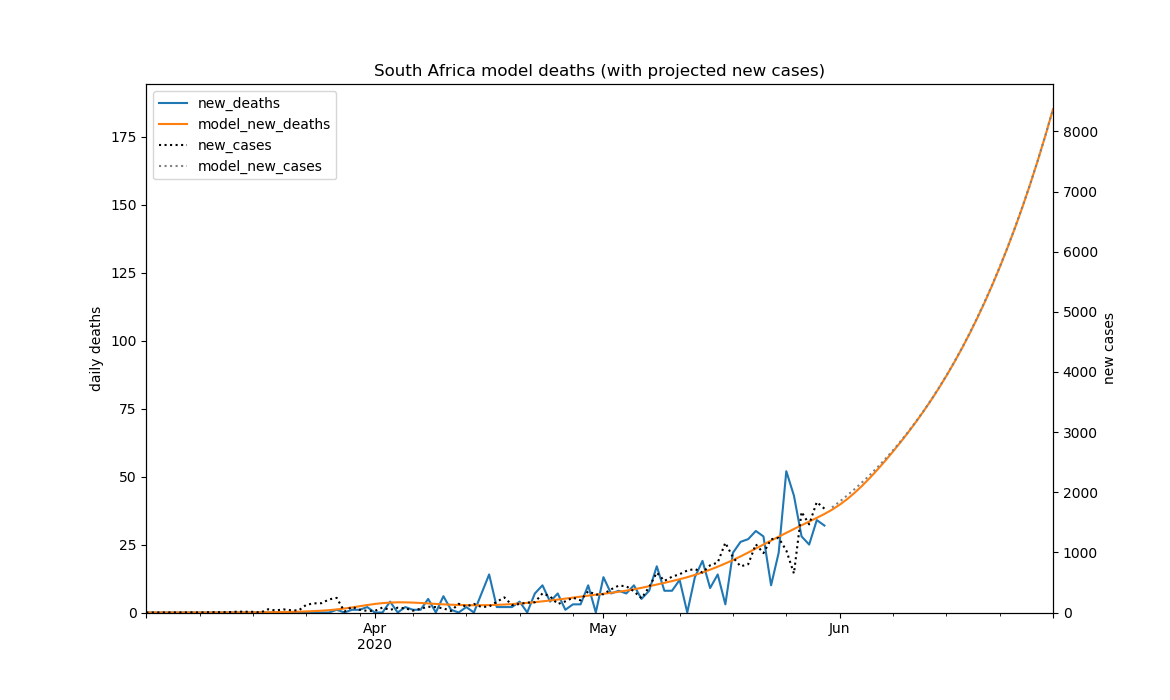 South Africa model deaths (with projected new cases)
new_deaths
model_new_deaths
new_cases
model_new_cases
175
150
125
100
75
50
25
0
daily deaths
8000
7000
6000
5000
4000
3000
2000
1000
0
new cases
Apr
2020
May
Jun